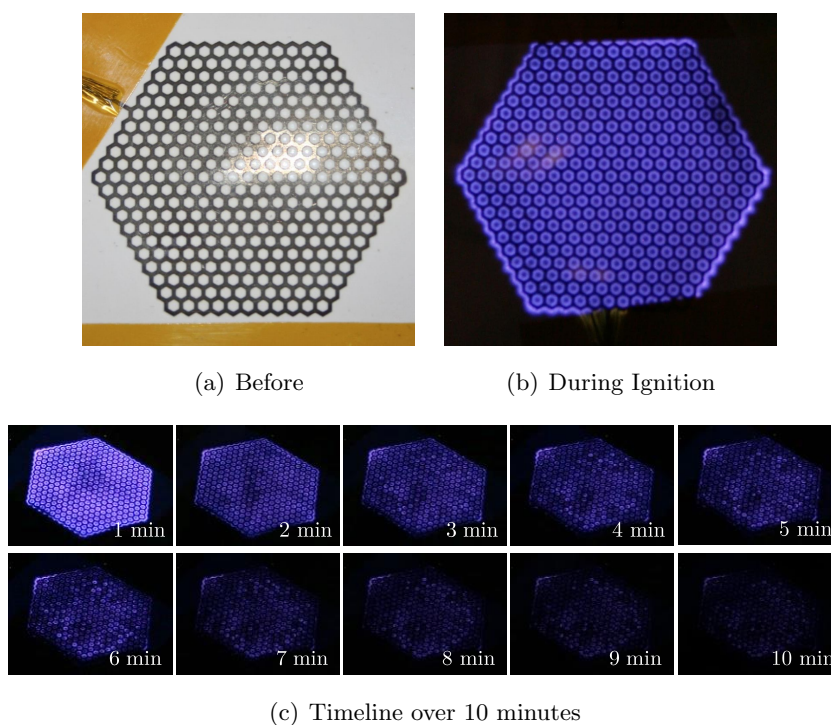 (a) Before
(b) During Ignition
1 min
2 min
3 min
4 min
5 min
6 min
7 min
8 min
9 min
10 min
(c) Timeline over 10 minutes